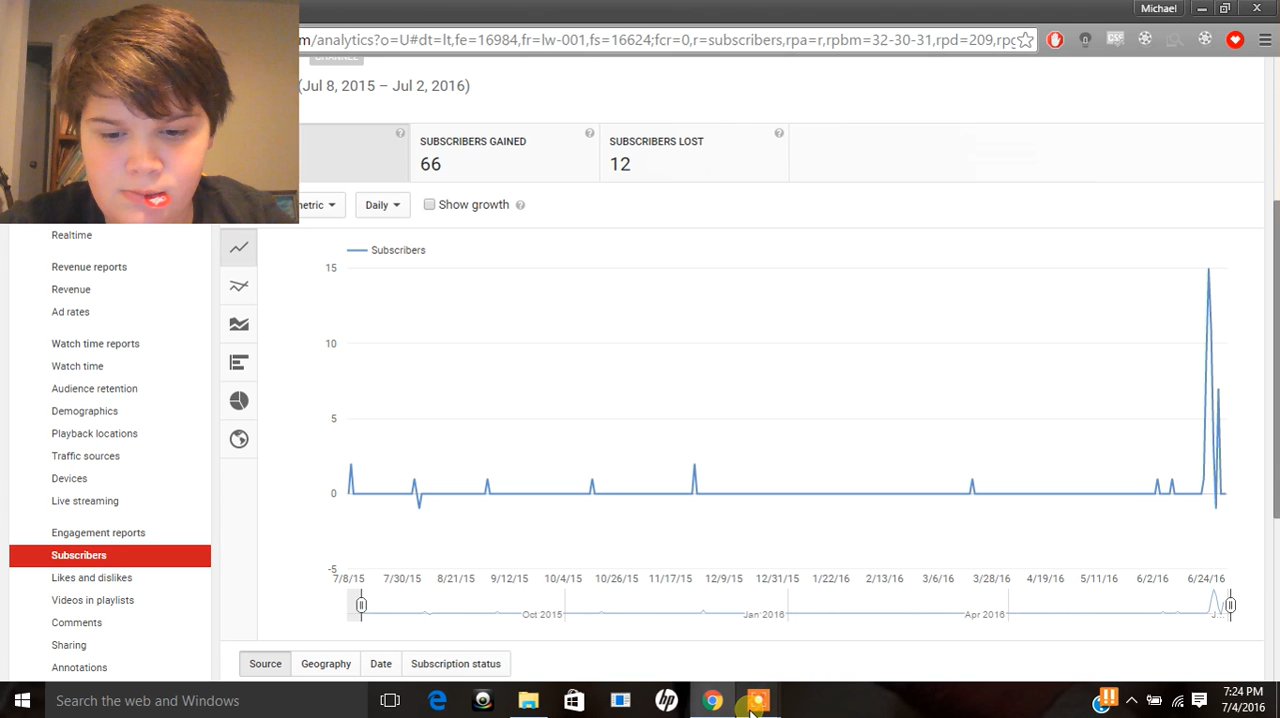 Michael
m/analytics?o=U#dt=lt,fe=16984,fr=lw-001,fs=16624;fcr=0,r=subscribers,rpa=r,rpbm=32-30-31,rpd=209,rpc
CHANNEL
(Jul 8, 2015 – Jul 2, 2016)
SUBSCRIBERS GAINED
66
SUBSCRIBERS LOST
12
netric
Daily
Show growth
Realtime
Revenue reports
Revenue
Ad rates
Watch time reports
Watch time
Audience retention
Demographics
Playback locations
Traffic sources
Devices
Live streaming
Engagement reports
Subscribers
Likes and dislikes
Videos in playlists
Comments
Sharing
Annotations
Subscribers
15
10
5
0
-5
7/8/15 7/30/15 8/21/15 9/12/15 10/4/15 10/26/15 11/17/15 12/9/15 12/31/15 1/22/16 2/13/16 3/6/16 3/28/16 4/19/16 5/11/16 6/2/16 6/24/16
Oct 2015 Jan 2016 Apr 2016 J...
Source Geography Date Subscription status
Search the web and Windows
7:24 PM
7/4/2016